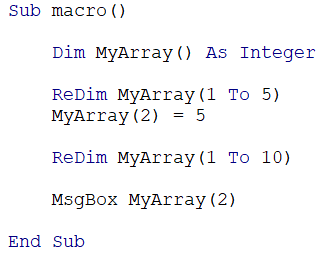 Sub macro()
Dim MyArray() As Integer
ReDim MyArray(1 To 5)
MyArray(2) = 5
ReDim MyArray(1 To 10)
MsgBox MyArray(2)
End Sub